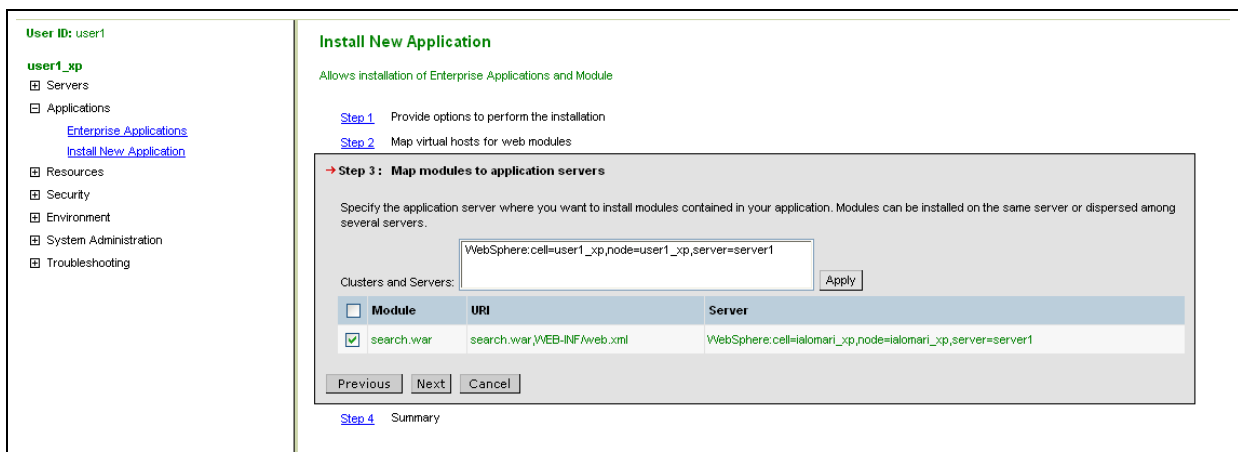 User ID: user1
user1_xp
Servers
Applications
Enterprise Applications
Install New Application
Resources
Security
Environment
System Administration
Troubleshooting
Install New Application
Allows installation of Enterprise Applications and Module
Step 1 Provide options to perform the installation
Step 2 Map virtual hosts for web modules
Step 3 : Map modules to application servers
Specify the application server where you want to install modules contained in your application. Modules can be installed on the same server or dispersed among
several servers.
WebSphere:cell=user1_xp,node=user1_xp,server=server1
Clusters and Servers: Apply
Module URI Server
search.war search.war,WEB-INF/web.xml WebSphere:cell=ialomari_xp,node=ialomari_xp,server=server1
Previous Next Cancel
Step 4 Summary